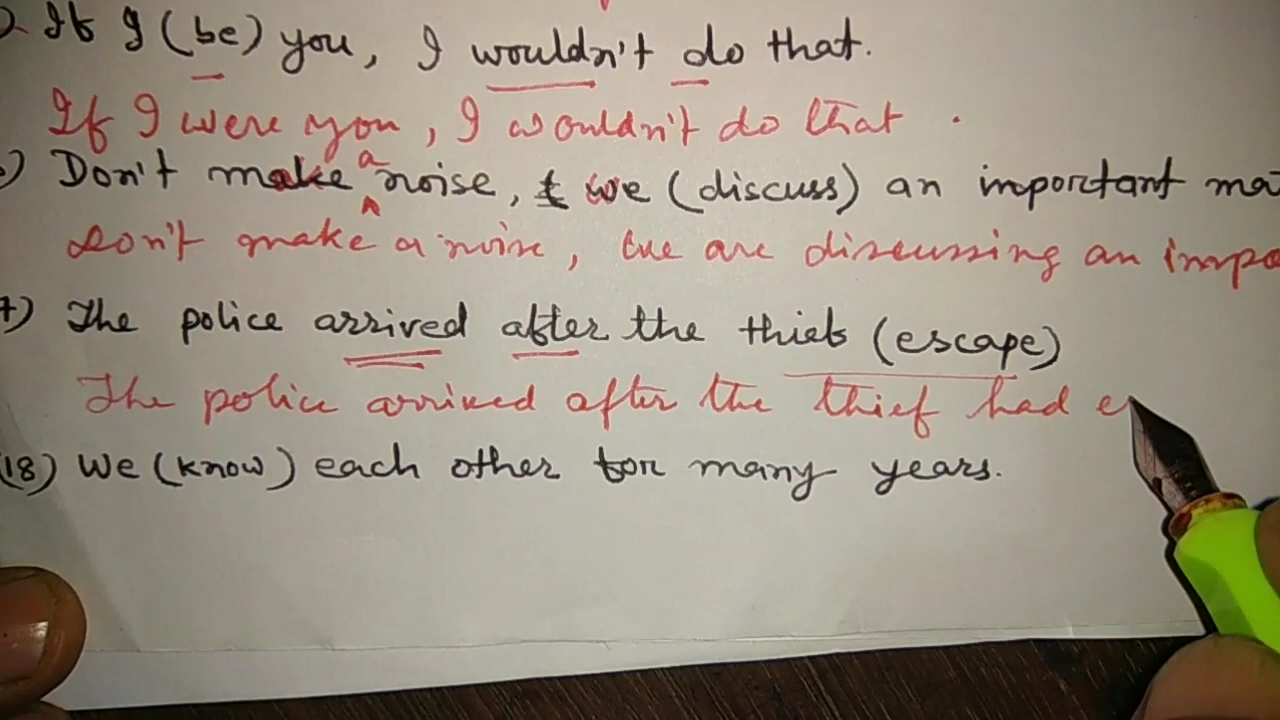 If I (be) you, I wouldn't do that.
If I were you, I wouldn't do that .
a
) Don't make noise, we (discuss) an important ma
Don't make a noise, we are discussing an impo
7) The police arrived after the thief (escape)
The police arrived after the thief had e
(18) We (know) each other for many years.